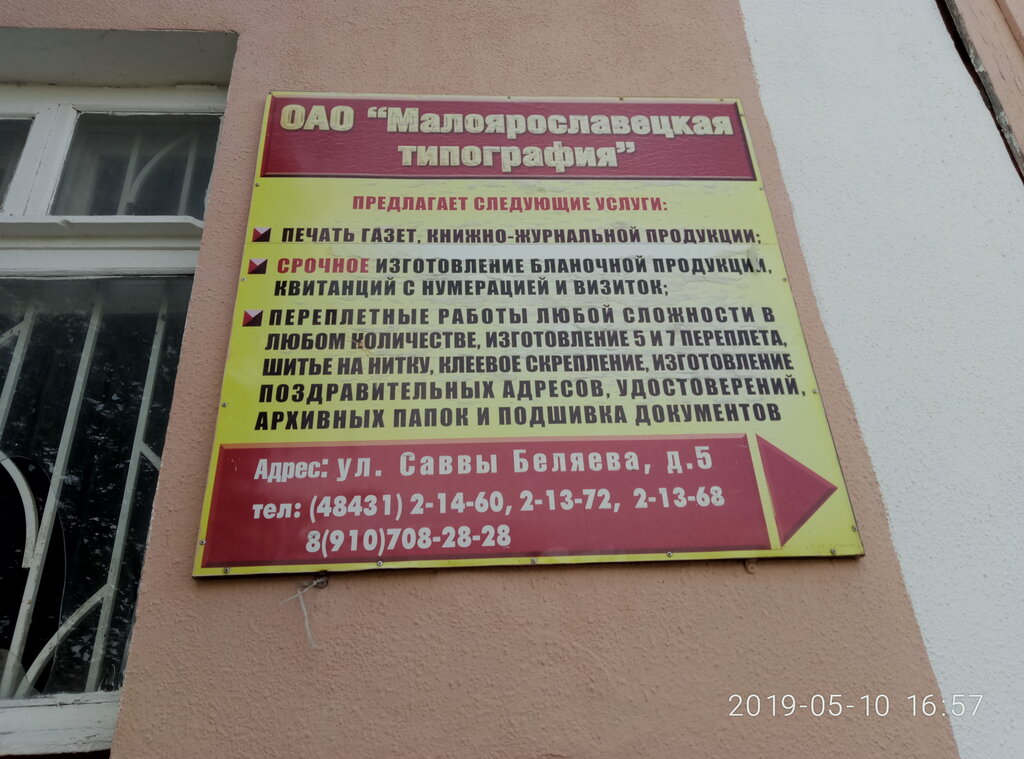 ОАО “Малоярославецкая
типография”
ПРЕДЛАГАЕТ СЛЕДУЮЩИЕ УСЛУГИ:
ПЕЧАТЬ ГАЗЕТ, КНИЖНО-ЖУРНАЛЬНОЙ ПРОДУКЦИИ;
СРОЧНОЕ ИЗГОТОВЛЕНИЕ БЛАНОЧНОЙ ПРОДУКЦИИ,
КВИТАНЦИЙ С НУМЕРАЦИЕЙ И ВИЗИТОК;
ПЕРЕПЛЕТНЫЕ РАБОТЫ ЛЮБОЙ СЛОЖНОСТИ В
ЛЮБОМ КОЛИЧЕСТВЕ, ИЗГОТОВЛЕНИЕ 5 И 7 ПЕРЕПЛЕТА,
ШИТЬЕ НА НИТКУ, КЛЕЕВОЕ СКРЕПЛЕНИЕ, ИЗГОТОВЛЕНИЕ
ПОЗДРАВИТЕЛЬНЫХ АДРЕСОВ, УДОСТОВЕРЕНИЙ,
АРХИВНЫХ ПАПОК И ПОДШИВКА ДОКУМЕНТОВ
Адрес: ул. Саввы Беляева, д.5
тел: (48431) 2-14-60, 2-13-72, 2-13-68
8(910)708-28-28
2019-05-10 16:57